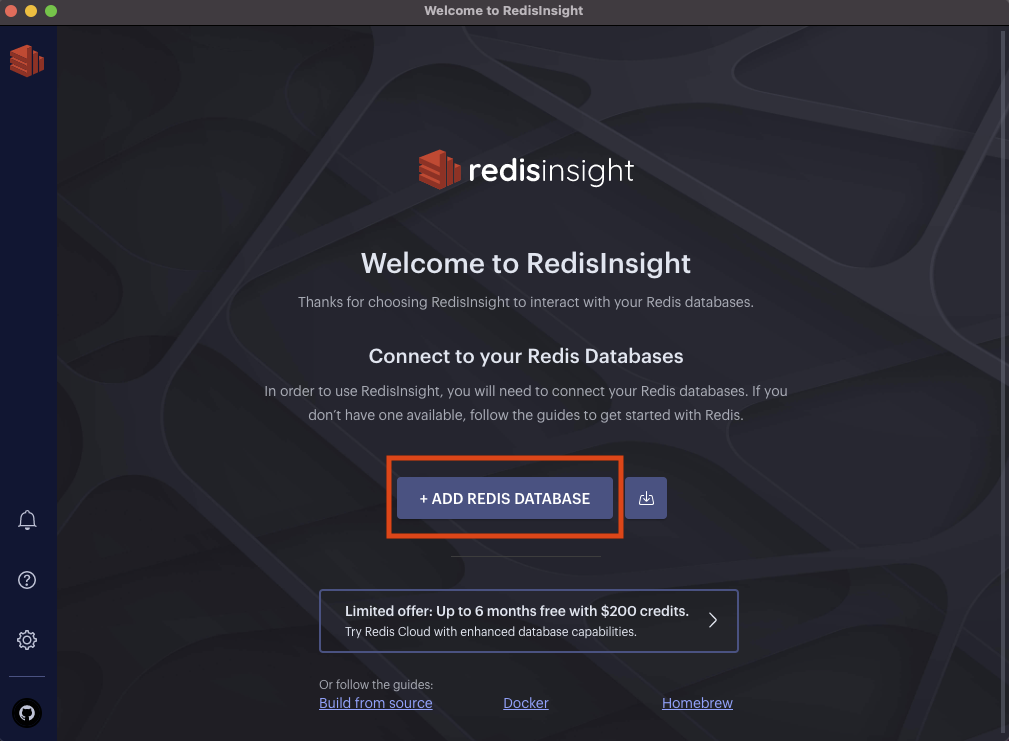 Welcome to RedisInsight
redisinsight
Welcome to RedisInsight
Thanks for choosing RedisInsight to interact with your Redis databases.
Connect to your Redis Databases
In order to use RedisInsight, you will need to connect your Redis databases. If you
don’t have one available, follow the guides to get started with Redis.
+ ADD REDIS DATABASE
Limited offer: Up to 6 months free with $200 credits.
Try Redis Cloud with enhanced database capabilities.
Or follow the guides:
Build from source
Docker
Homebrew